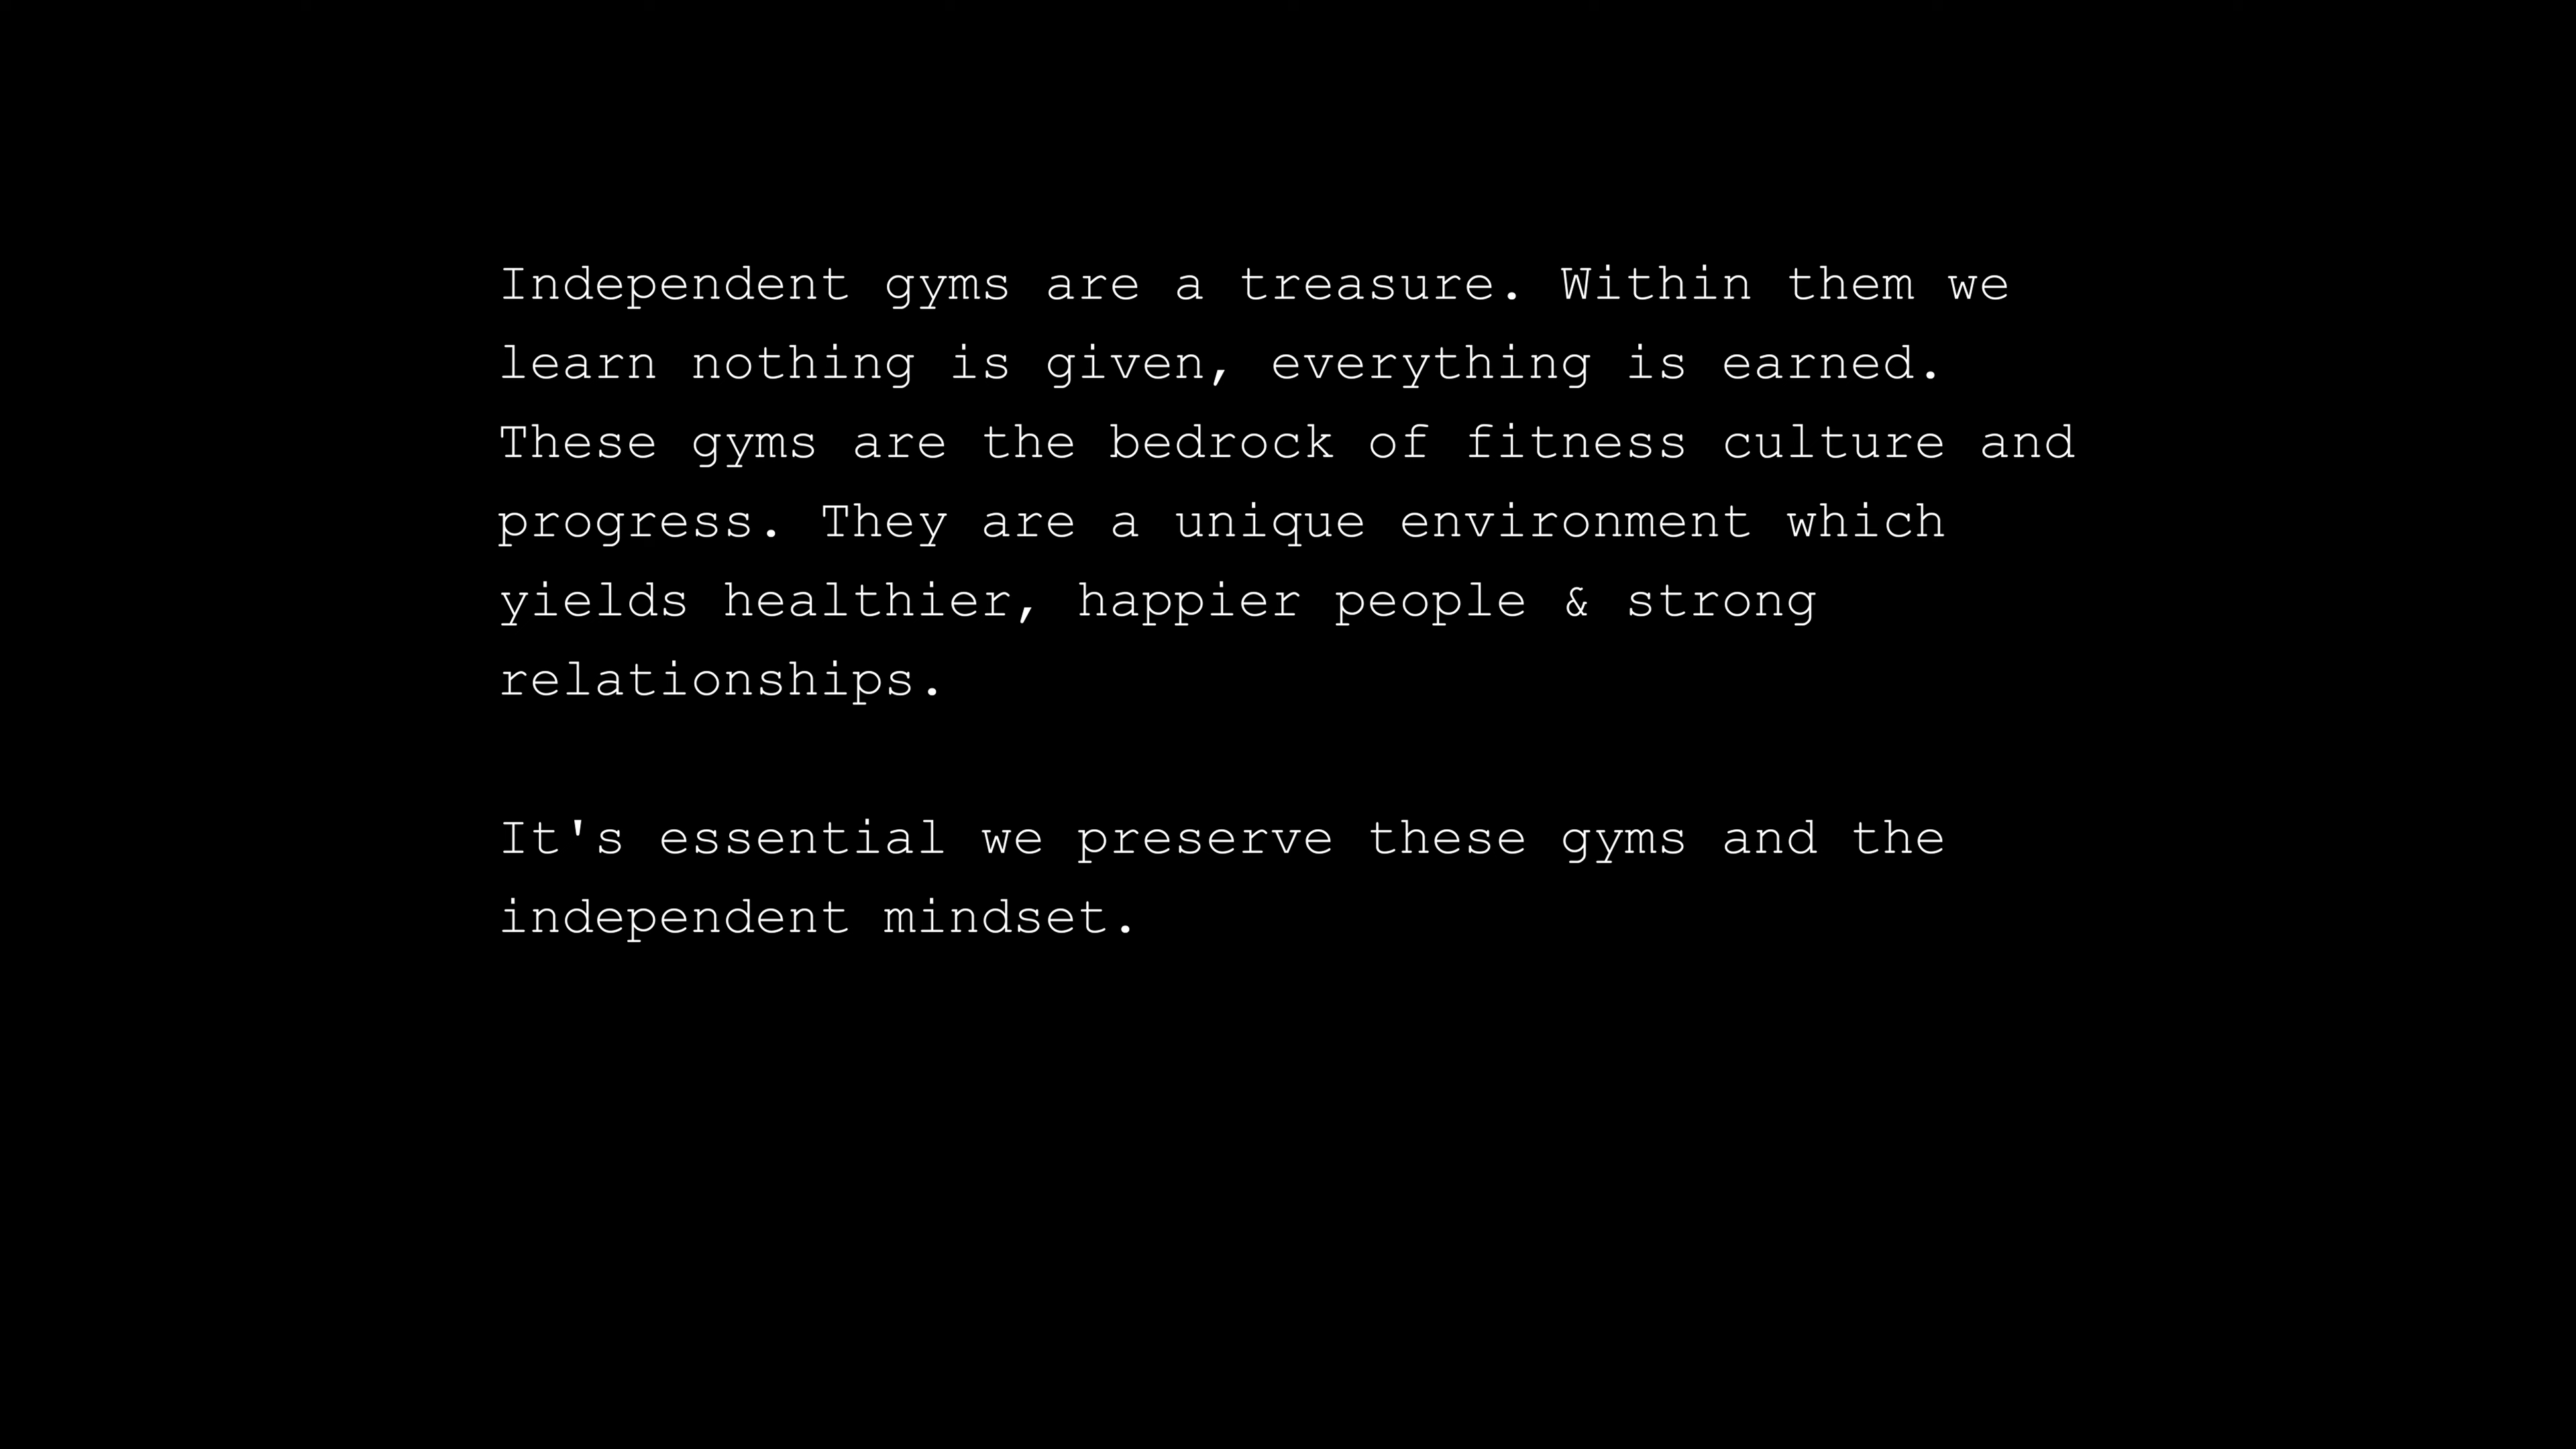 Independent gyms are a treasure. Within them we
learn nothing is given, everything is earned.
These gyms are the bedrock of fitness culture and
progress. They are a unique environment which
yields healthier, happier people & strong
relationships.
It's essential we preserve these gyms and the
independent mindset.